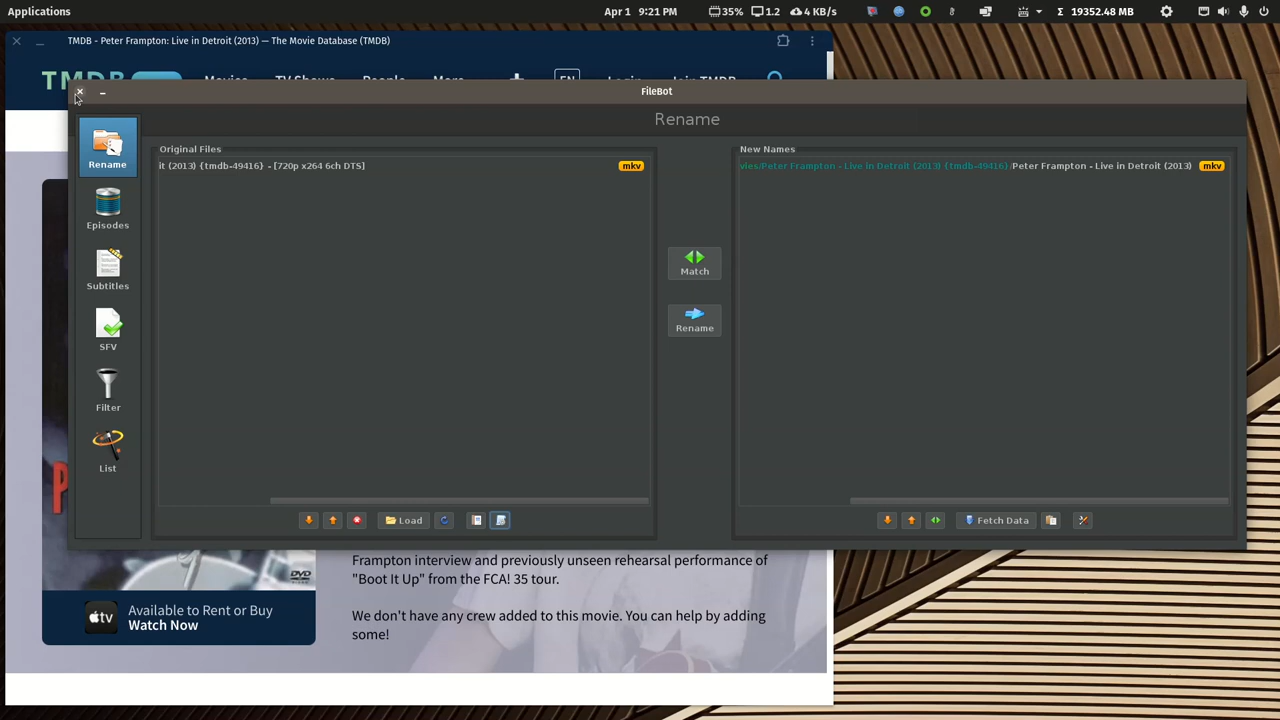 Applications
Apr 1 9:21 PM
35%
1.2
4 KB/s
Σ 19352.48 MB
TMDB - Peter Frampton: Live in Detroit (2013) — The Movie Database (TMDB)
TMDB Movies TV Shows People More EN Login Join TMDB
FileBot
Rename
Rename
Episodes
Subtitles
SFV
Filter
List
Original Files
it (2013) {tmdb-49416} - [720p x264 6ch DTS]
mkv
Match
Rename
New Names
vies/Peter Frampton - Live in Detroit (2013) {tmdb-49416}/Peter Frampton - Live in Detroit (2013)
mkv
Load
Fetch Data
Frampton interview and previously unseen rehearsal performance of
"Boot It Up" from the FCA! 35 tour.
We don't have any crew added to this movie. You can help by adding
some!
DVD
tv
Available to Rent or Buy
Watch Now